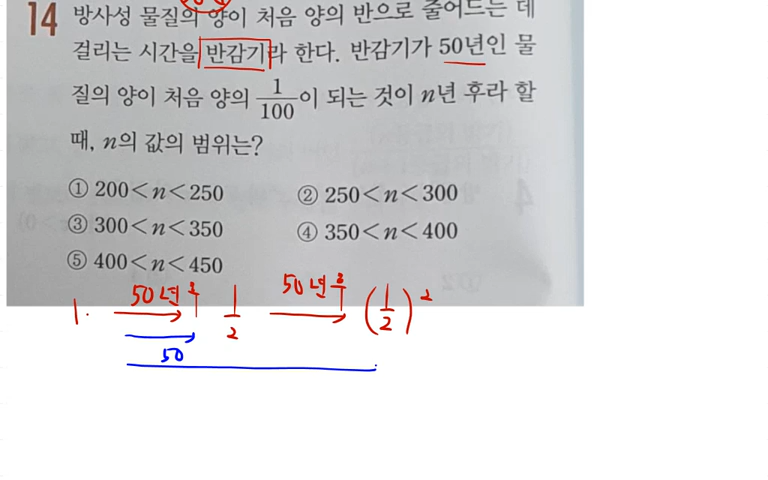 14 방사성 물질의 양이 처음 양의 반으로 줄어드는 데
걸리는 시간을 반감기라 한다. 반감기가 50년인 물
질의 양이 처음 양의 1/100이 되는 것이 n년 후라 할
때, n의 값의 범위는?
① 200<n<250 ② 250<n<300
③ 300<n<350 ④ 350<n<400
⑤ 400<n<450
1. 50년후 1/2 50년후 (1/2)²
50